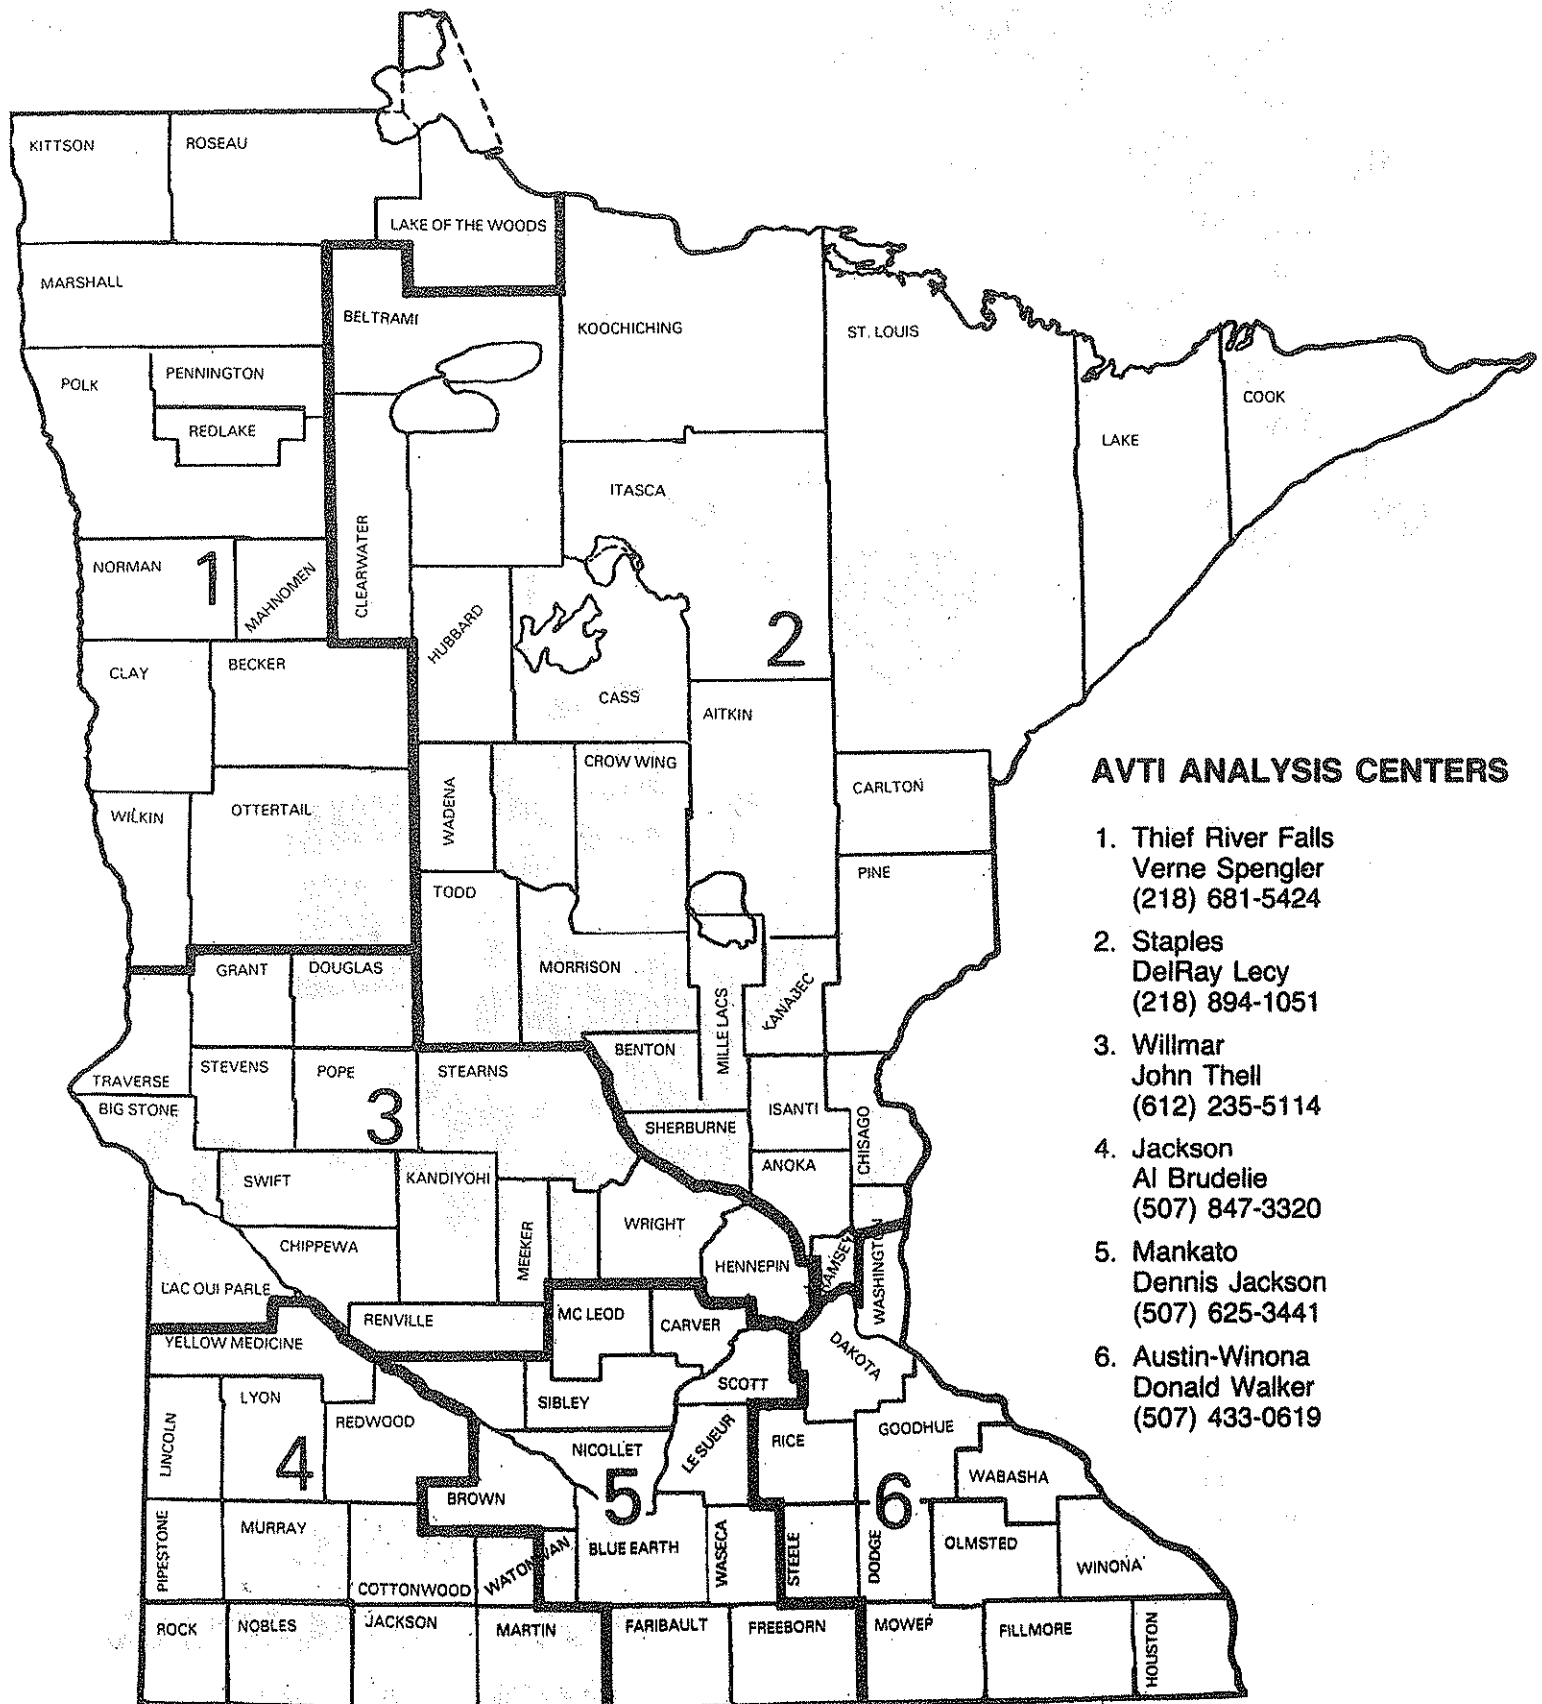 KITTSON
ROSEAU
LAKE OF THE WOODS
MARSHALL
BELTRAMI
KOOCHICHING
ST. LOUIS
POLK
PENNINGTON
COOK
REDLAKE
LAKE
ITASCA
CLEARWATER
NORMAN
1
MAHNOMEN
HUBBARD
2
CLAY
BECKER
CASS
AITKIN
CROW WING
WADENA
CARLTON
WILKIN
OTTERTAIL
PINE
TODD
GRANT
DOUGLAS
MORRISON
MILLE LACS
KANABEC
BENTON
STEVENS
POPE
STEARNS
TRAVERSE
BIG STONE
3
ISANTI
SHERBURNE
CHISAGO
ANOKA
SWIFT
KANDIYOHI
WRIGHT
MEEKER
CHIPPEWA
HENNEPIN
RAMSEY
WASHINGTON
LAC QUI PARLE
RENVILLE
MC LEOD
CARVER
YELLOW MEDICINE
DAKOTA
SCOTT
LYON
SIBLEY
REDWOOD
LINCOLN
4
NICOLLET
LE SUEUR
RICE
GOODHUE
WABASHA
BROWN
5
6
MURRAY
PIPESTONE
WATONWAN
BLUE EARTH
WASECA
STEELE
DODGE
OLMSTED
WINONA
COTTONWOOD
ROCK
NOBLES
JACKSON
MARTIN
FARIBAULT
FREEBORN
MOWER
FILLMORE
HOUSTON
AVTI ANALYSIS CENTERS
1. Thief River Falls
Verne Spengler
(218) 681-5424
2. Staples
DelRay Lecy
(218) 894-1051
3. Willmar
John Thell
(612) 235-5114
4. Jackson
Al Brudelie
(507) 847-3320
5. Mankato
Dennis Jackson
(507) 625-3441
6. Austin-Winona
Donald Walker
(507) 433-0619